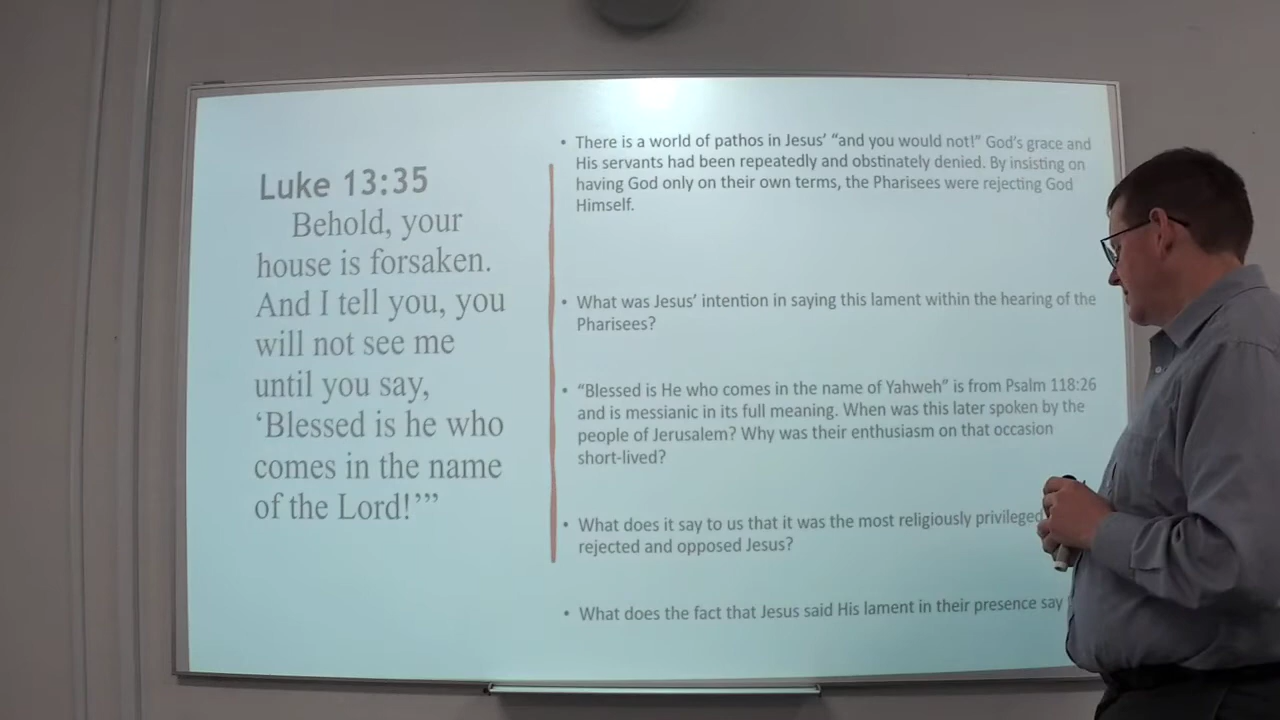 Luke 13:35
Behold, your
house is forsaken.
And I tell you, you
will not see me
until you say,
‘Blessed is he who
comes in the name
of the Lord!’”
• There is a world of pathos in Jesus’ “and you would not!” God’s grace and
His servants had been repeatedly and obstinately denied. By insisting on
having God only on their own terms, the Pharisees were rejecting God
Himself.
• What was Jesus’ intention in saying this lament within the hearing of the
Pharisees?
• “Blessed is He who comes in the name of Yahweh” is from Psalm 118:26
and is messianic in its full meaning. When was this later spoken by the
people of Jerusalem? Why was their enthusiasm on that occasion
short-lived?
• What does it say to us that it was the most religiously privileged
rejected and opposed Jesus?
• What does the fact that Jesus said His lament in their presence say